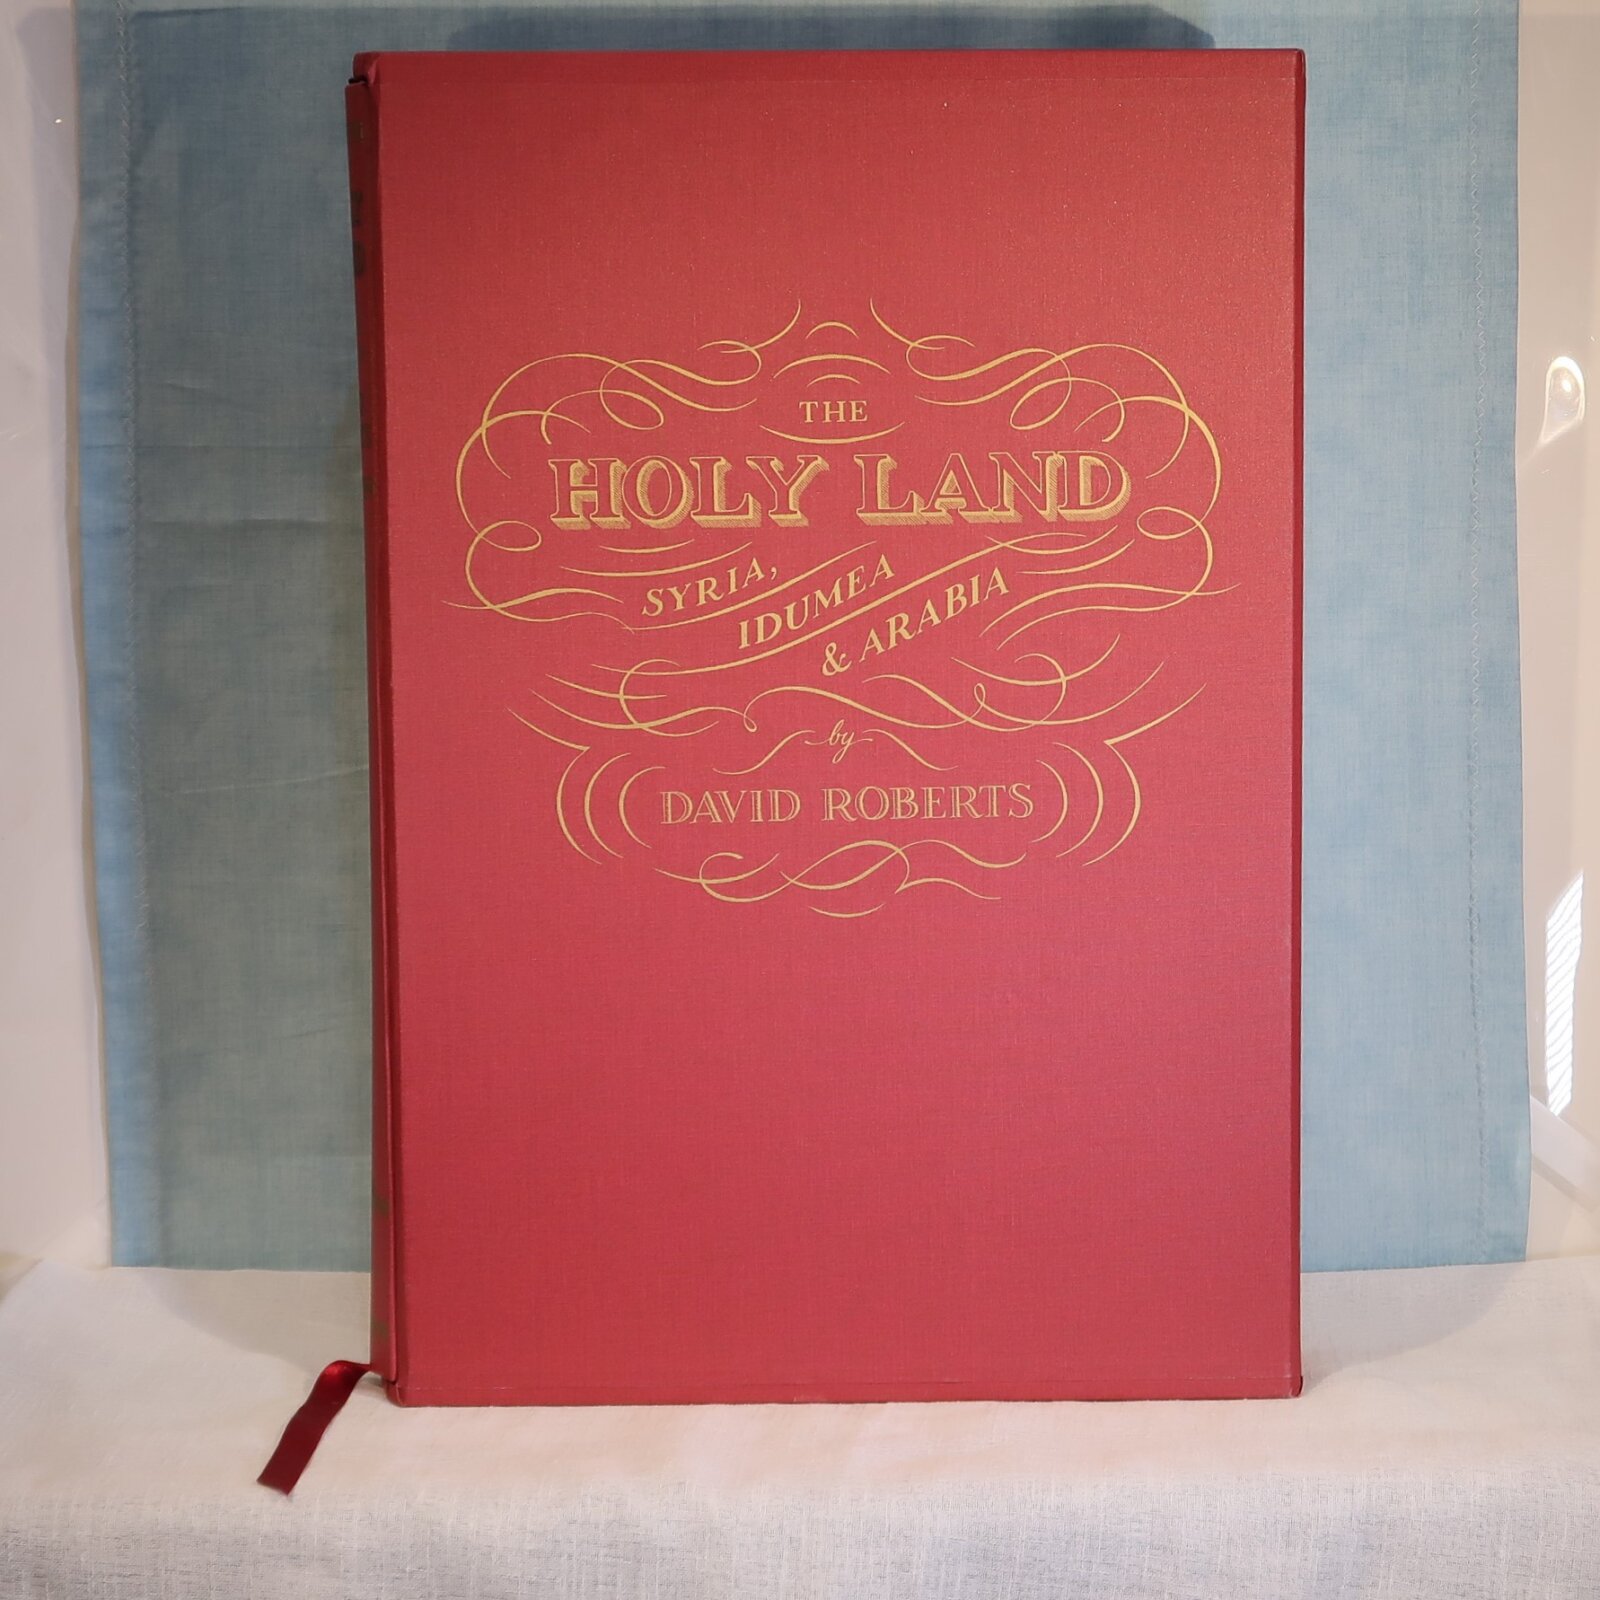 THE
HOLY LAND
SYRIA,
IDUMEA
& ARABIA
by
DAVID ROBERTS